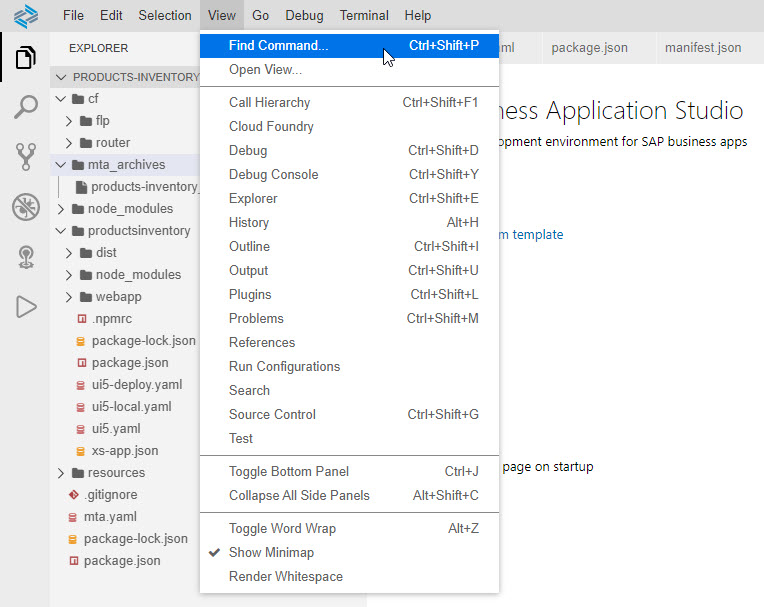 File Edit Selection View Go Debug Terminal Help
EXPLORER
PRODUCTS-INVENTORY
cf
flp
router
mta_archives
products-inventory_
node_modules
productsinventory
dist
node_modules
webapp
.npmrc
package-lock.json
package.json
ui5-deploy.yaml
ui5-local.yaml
ui5.yaml
xs-app.json
resources
.gitignore
mta.yaml
package-lock.json
package.json
Find Command... Ctrl+Shift+P
Open View...
Call Hierarchy Ctrl+Shift+F1
Cloud Foundry
Debug Ctrl+Shift+D
Debug Console Ctrl+Shift+Y
Explorer Ctrl+Shift+E
History Alt+H
Outline Ctrl+Shift+I
Output Ctrl+Shift+U
Plugins Ctrl+Shift+L
Problems Ctrl+Shift+M
References
Run Configurations
Search
Source Control Ctrl+Shift+G
Test
Toggle Bottom Panel Ctrl+J
Collapse All Side Panels Alt+Shift+C
Toggle Word Wrap Alt+Z
Show Minimap
Render Whitespace
ml package.json manifest.json
ness Application Studio
opment environment for SAP business apps
m template
page on startup